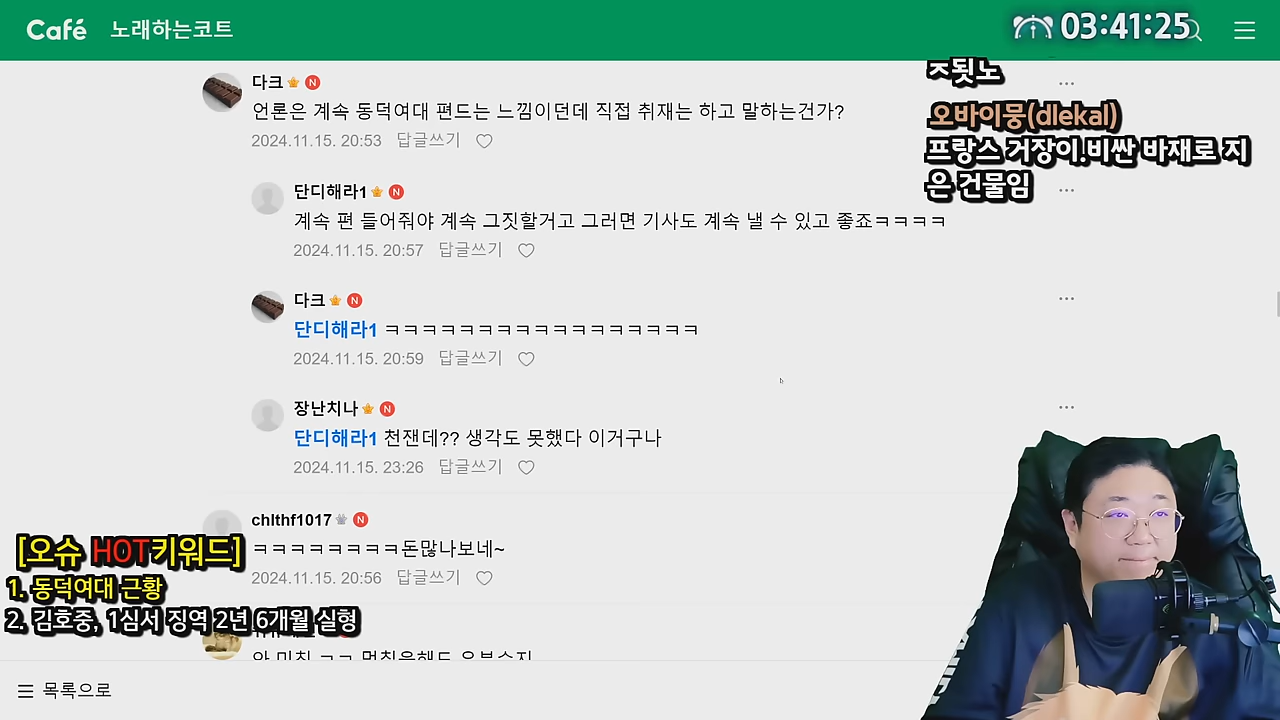 Café 노래하는코트
03:41:25
ㅈ됫노
오바이뭉(dlekal)
프랑스 거장이.비싼 바재로 지
은 건물임
다크 N
언론은 계속 동덕여대 편드는 느낌이던데 직접 취재는 하고 말하는건가?
2024.11.15. 20:53 답글쓰기
단디해라1 N
계속 편 들어줘야 계속 그짓할거고 그러면 기사도 계속 낼 수 있고 좋죠ㅋㅋㅋㅋ
2024.11.15. 20:57 답글쓰기
다크 N
단디해라1 ㅋㅋㅋㅋㅋㅋㅋㅋㅋㅋㅋㅋㅋㅋㅋㅋㅋ
2024.11.15. 20:59 답글쓰기
장난치나 N
단디해라1 천잰데?? 생각도 못했다 이거구나
2024.11.15. 23:26 답글쓰기
chlthf1017 N
ㅋㅋㅋㅋㅋㅋㅋㅋ돈많나보네~
2024.11.15. 20:56 답글쓰기
[오슈 HOT키워드]
1. 동덕여대 근황
2. 김호중, 1심서 징역 2년 6개월 실형
목록으로